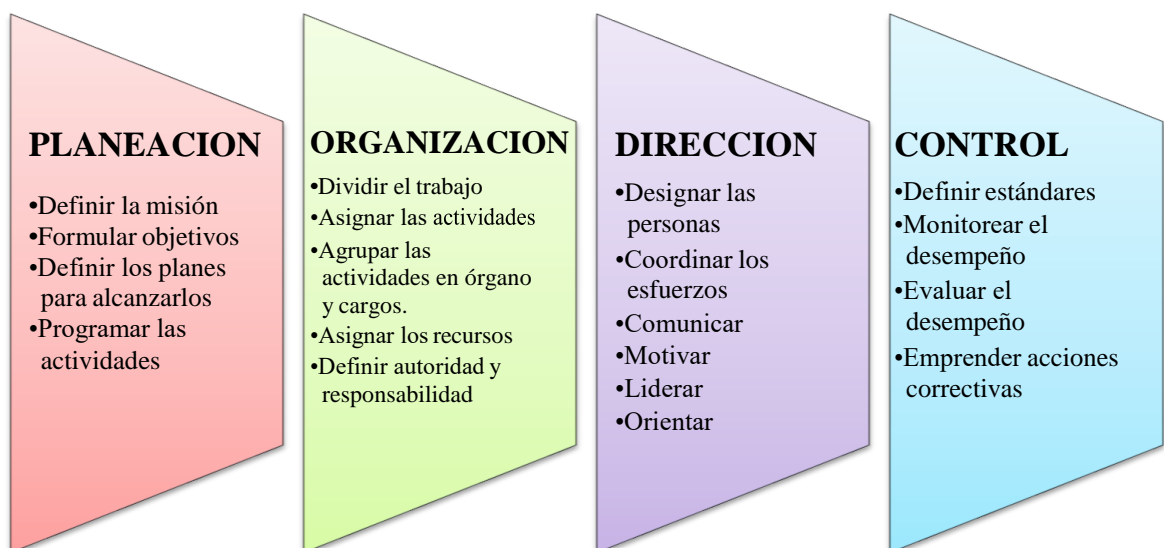 PLANEACION
•Definir la misión
•Formular objetivos
•Definir los planes
para alcanzarlos
•Programar las
actividades
ORGANIZACION
•Dividir el trabajo
•Asignar las actividades
•Agrupar las
actividades en órgano
y cargos.
•Asignar los recursos
•Definir autoridad y
responsabilidad
DIRECCION
•Designar las
personas
•Coordinar los
esfuerzos
•Comunicar
•Motivar
•Liderar
•Orientar
CONTROL
•Definir estándares
•Monitorear el
desempeño
•Evaluar el
desempeño
•Emprender acciones
correctivas